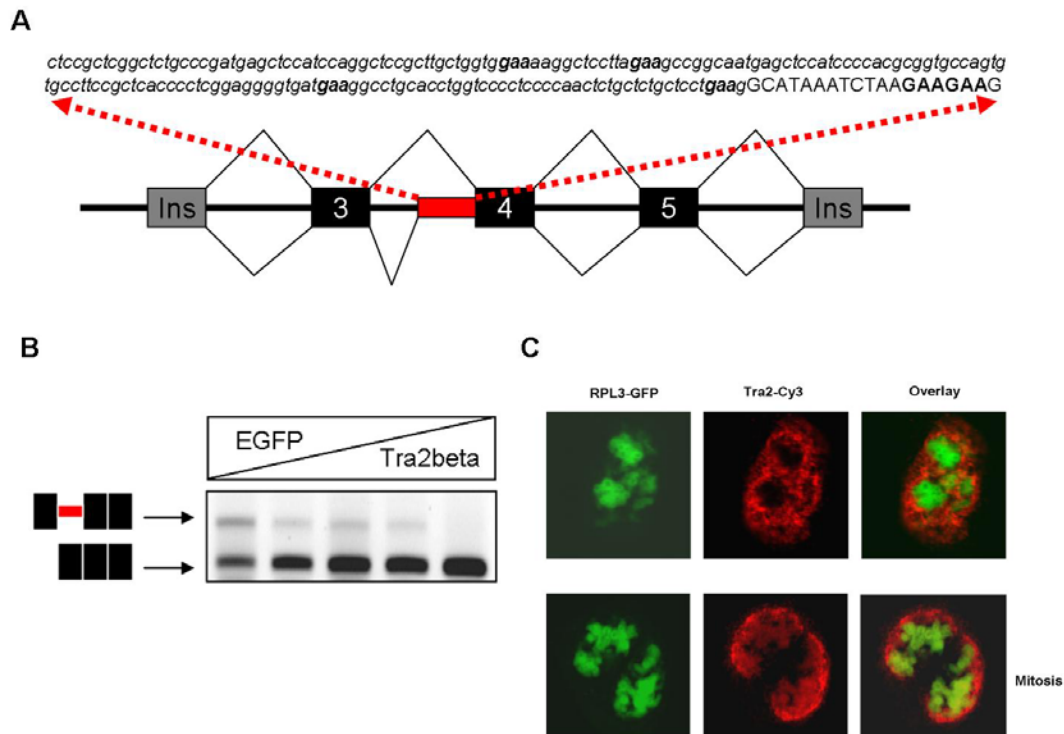 A
ctccgctcggctctgcccgatgagctccatccaggctccgcttgctggtggaaaaggctccttagaagccggcaatgagctccatccccacgcggtgccagtg
tgccttccgctcacccctcggaggggtgatgaaggcctgcacctggtcccctccccaactctgctctgctcctgaagGCATAAATCTAAGAAGAAG
Ins
3
4
5
Ins
B
EGFP
Tra2beta
C
RPL3-GFP
Tra2-Cy3
Overlay
Mitosis